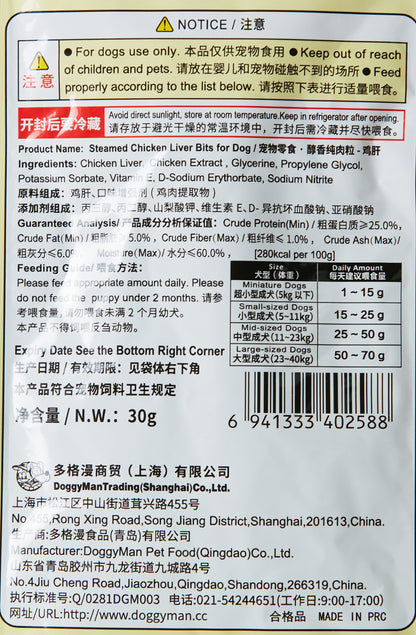 NOTICE / 注意
注意
● For dogs use only. 本品仅供宠物食用 ● Keep out of reach
of children and pets. 请放在婴儿和宠物碰触不到的场所 ● Feed
properly according to the list below. 请按照下表进行适量喂食。
开封后需冷藏
Avoid direct sunlight, store at room temperature.Keep in refrigerator after opening.
请存放于避光干燥的常温环境中，开封后需冷藏并尽快喂食。
Product Name: Steamed Chicken Liver Bits for Dog / 宠物零食·醇香纯肉粒 - 鸡肝
Ingredients: Chicken Liver, Chicken Extract , Glycerine, Propylene Glycol,
Potassium Sorbate, Vitamin E, D-Sodium Erythorbate, Sodium Nitrite
原料组成：鸡肝、口味增强剂 (鸡肉提取物)
添加剂组成：丙三醇、丙二醇、山梨酸钾、维生素 E、D- 异抗坏血酸钠、亚硝酸钠
Guaranteed Analysis/产品成分分析保证值：Crude Protein(Min) / 粗蛋白质≥25.0%,
Crude Fat(Min) / 粗脂肪≥5.0%, Crude Fiber(Max) / 粗纤维≤1.0%, Crude Ash(Max) /
粗灰分≤6.0% Moisture(Max)/ 水分≤60.0%, [280kcal per 100g]
Feeding Guide/ 喂食方法：
Please feed appropriate amount daily. Please
do not feed the puppy under 2 months. 请参
考喂食量，请勿喂食未满 2 个月幼犬。
本产品不得饲喂反刍动物。
Size
犬型 (体重)
Daily Amount
每天建议喂食量
Miniature Dogs
超小型成犬(5kg 以下)
1 ~ 15g
Small-sized Dogs
小型成犬(5~11kg)
15 ~ 25g
Mid-sized Dogs
中型成犬(11~23kg)
25 ~ 50g
Large-sized Dogs
大型成犬(23~40kg)
50 ~ 70g
Expiry Date See the Bottom Right Corner
生产日期 / 有效期限：见袋体右下角
本产品符合宠物饲料卫生规定
净含量 / N.W.：30g
6 941333 402588
多格漫商贸（上海）有限公司
DoggyManTrading(Shanghai)Co.,Ltd.
上海市松江区中山街道茸兴路455号
No.455,Rong Xing Road,Song Jiang District,Shanghai,201613,China.
生产商：多格漫食品(青岛)有限公司
Manufacturer:DoggyMan Pet Food(Qingdao)Co.,Ltd.
山东省青岛胶州市九龙街道九城路4号
No.4Jiu Cheng Road,Jiaozhou,Qingdao,Shandong,266319,China.
执行标准号：Q/0281DGM003 电话:021-54244651(工作日:9:00-17:00)
网址/URL:http://www.doggyman.cc 合格品 MADE IN PRC